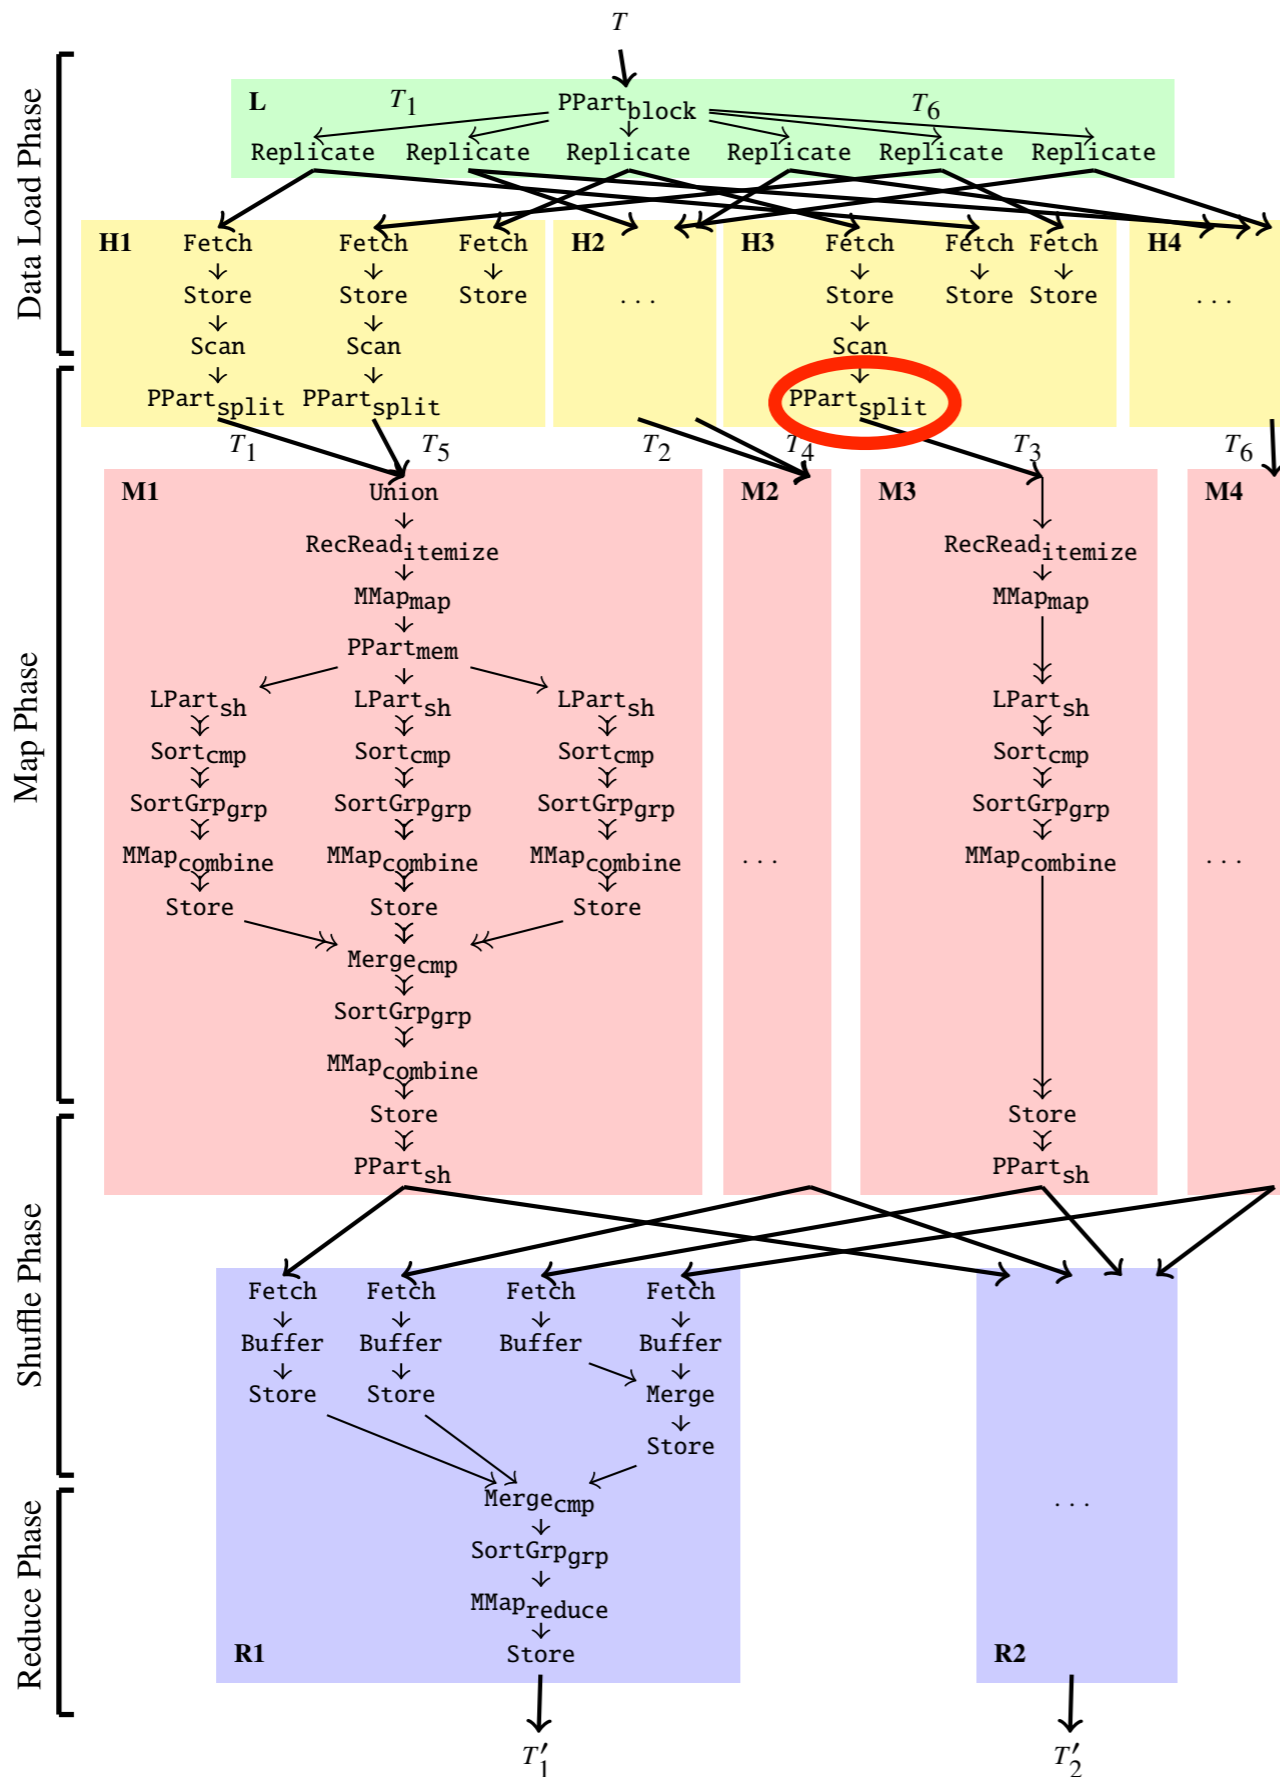 T
Data Load Phase
L T1 PPartblock T6
Replicate Replicate Replicate Replicate Replicate Replicate
H1 Fetch Fetch Fetch H2 H3 Fetch Fetch Fetch H4
Store Store Store ... Store Store Store ...
Scan Scan Scan
PPartsplit PPartsplit PPartsplit
T1 T5 T2 T4 T3 T6
Map Phase
M1 Union M2 M3 M4
RecReaditemize RecReaditemize
MMapmap MMapmap
PPartmem
LPartsh LPartsh LPartsh LPartsh
Sortcmp Sortcmp Sortcmp Sortcmp
SortGrpgrp SortGrpgrp SortGrpgrp SortGrpgrp
MMapcombine MMapcombine MMapcombine ... MMapcombine ...
Store Store Store
Mergecmp
SortGrpgrp
MMapcombine
Store Store
PPartsh PPartsh
Shuffle Phase
Fetch Fetch Fetch Fetch
Buffer Buffer Buffer Buffer
Store Store Merge
Store
Reduce Phase
Mergecmp ...
SortGrpgrp
MMapreduce
R1 Store R2
T′1 T′2